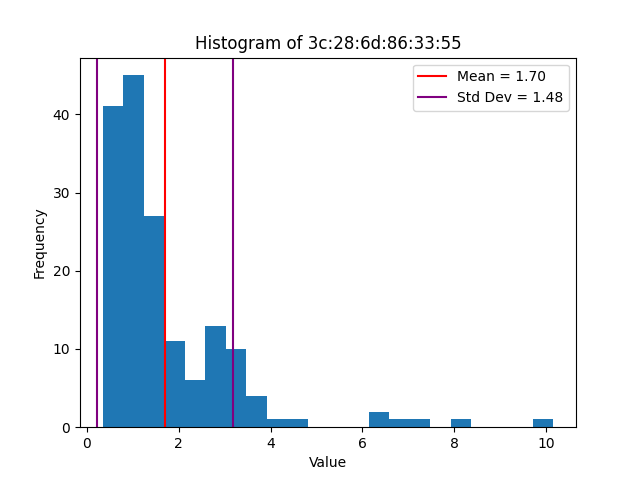 Histogram of 3c:28:6d:86:33:55
Mean = 1.70
Std Dev = 1.48
Frequency
40
30
20
10
0
0 2 4 6 8 10
Value